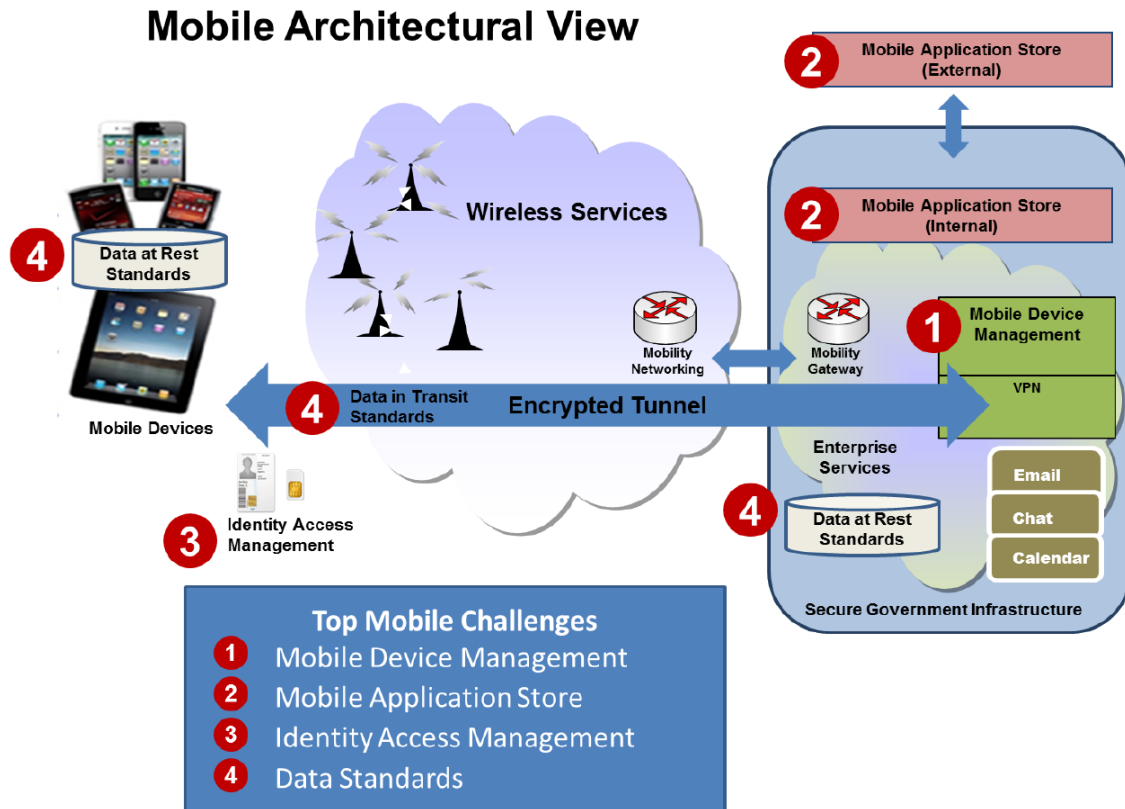 Mobile Architectural View
2
Mobile Application Store
(External)
2
Mobile Application Store
(Internal)
Wireless Services
4
Data at Rest
Standards
Mobile Devices
Mobility
Networking
Mobility
Gateway
1
Mobile Device
Management
VPN
4
Data in Transit
Standards
Encrypted Tunnel
3
Identity Access
Management
Enterprise
Services
4
Data at Rest
Standards
Email
Chat
Calendar
Secure Government Infrastructure
Top Mobile Challenges
1 Mobile Device Management
2 Mobile Application Store
3 Identity Access Management
4 Data Standards